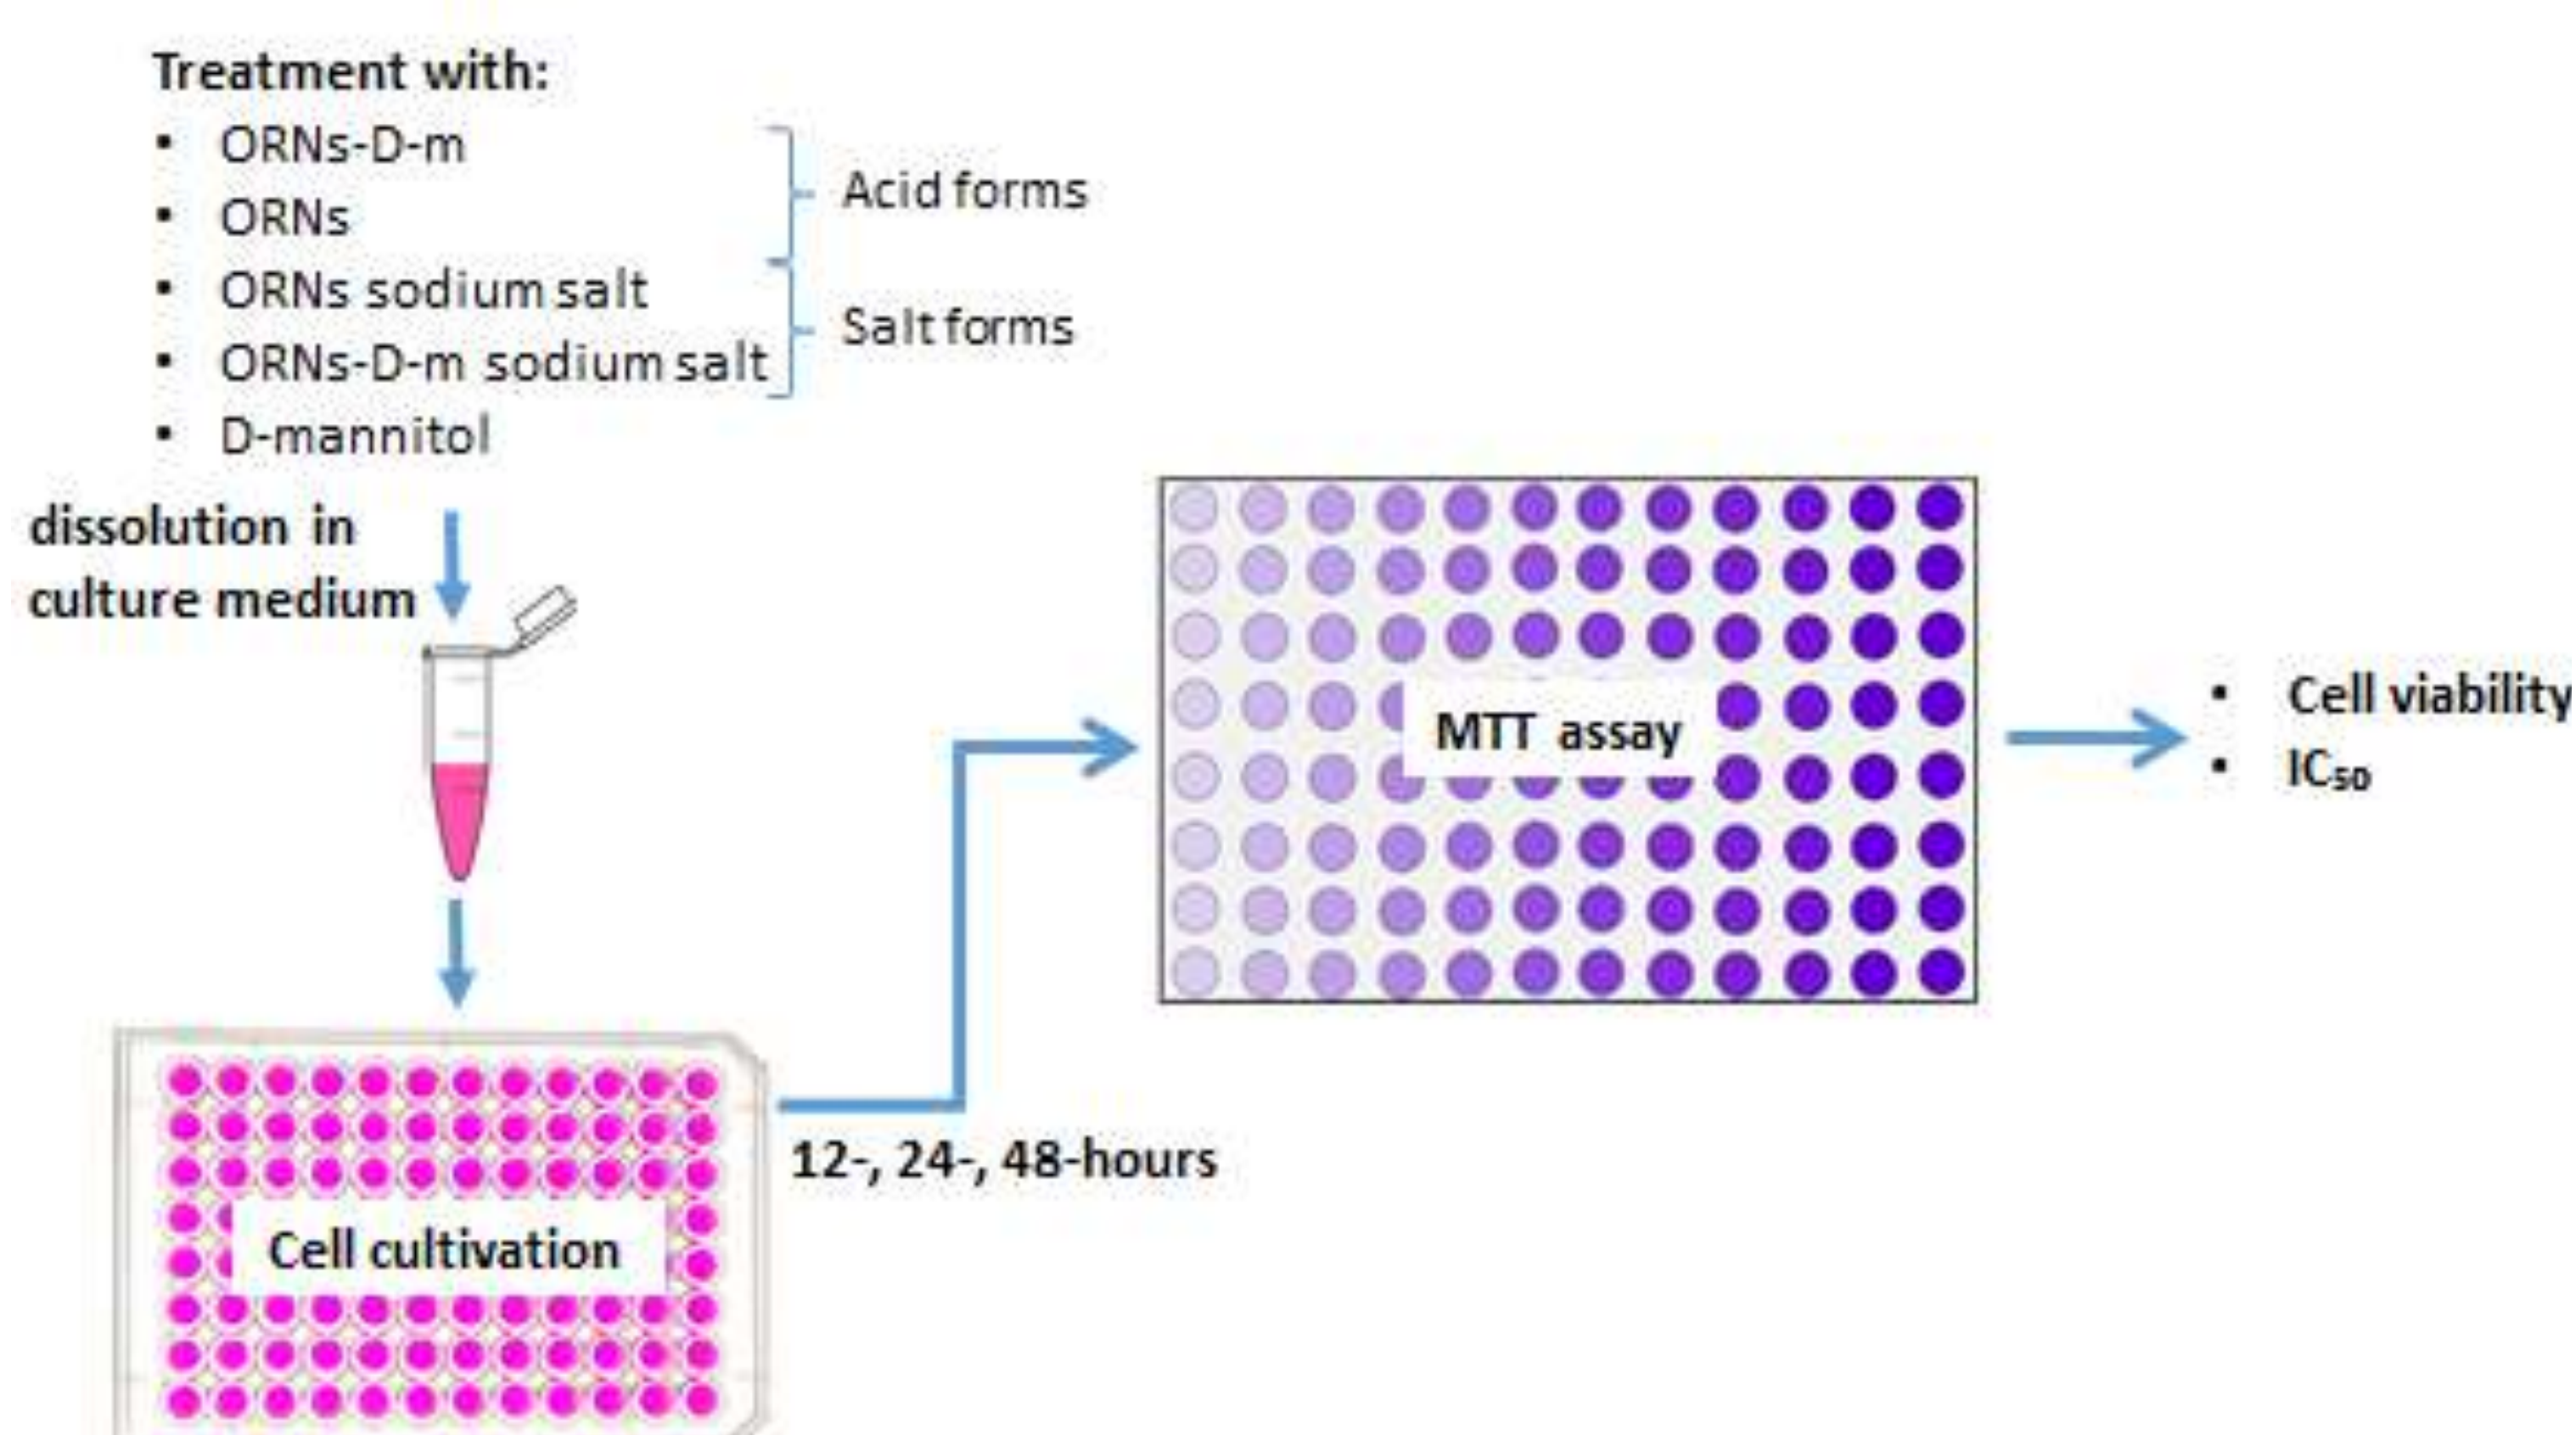 Treatment with:
• ORNs-D-m
• ORNs
• ORNs sodium salt
• ORNs-D-m sodium salt
• D-mannitol
Acid forms
Salt forms
dissolution in
culture medium
Cell cultivation
12-, 24-, 48-hours
MTT assay
• Cell viability
• IC₅₀